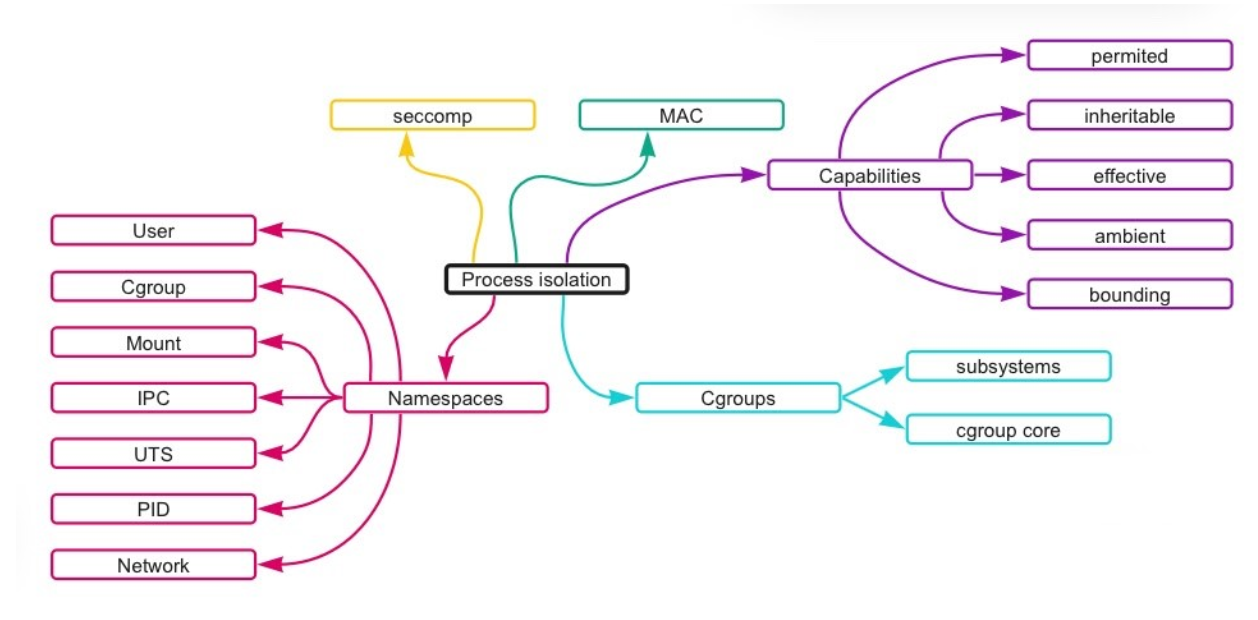 permited
seccomp
MAC
inheritable
Capabilities
effective
User
ambient
Process isolation
Cgroup
bounding
Mount
subsystems
IPC
Namespaces
Cgroups
cgroup core
UTS
PID
Network